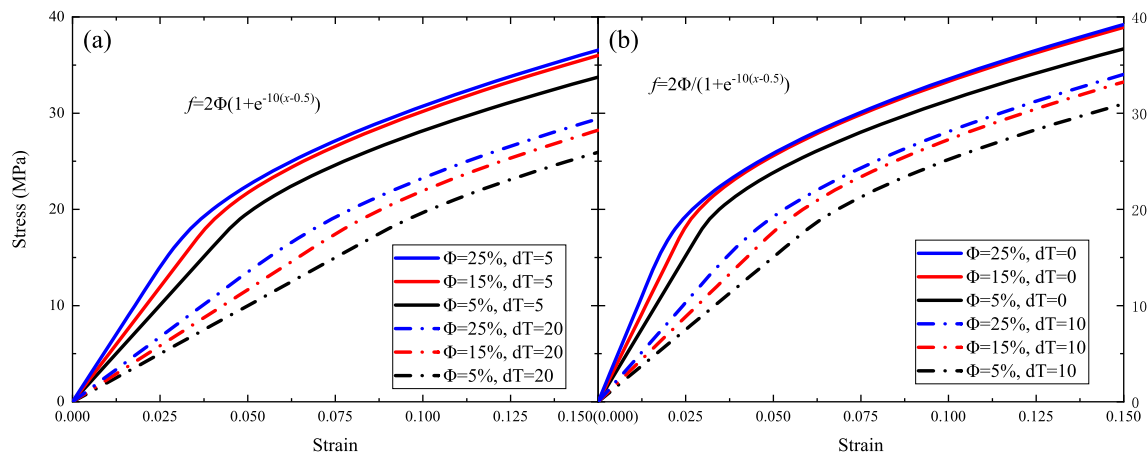 (a)
f=2Φ(1+e^-10(x-0.5))
Stress (MPa)
40
30
20
10
0
Φ=25%, dT=5
Φ=15%, dT=5
Φ=5%, dT=5
Φ=25%, dT=20
Φ=15%, dT=20
Φ=5%, dT=20
0.000 0.025 0.050 0.075 0.100 0.125 0.150(0.000)
Strain
(b)
f=2Φ/(1+e^-10(x-0.5))
Φ=25%, dT=0
Φ=15%, dT=0
Φ=5%, dT=0
Φ=25%, dT=10
Φ=15%, dT=10
Φ=5%, dT=10
40
30
20
10
0
0.025 0.050 0.075 0.100 0.125 0.150
Strain